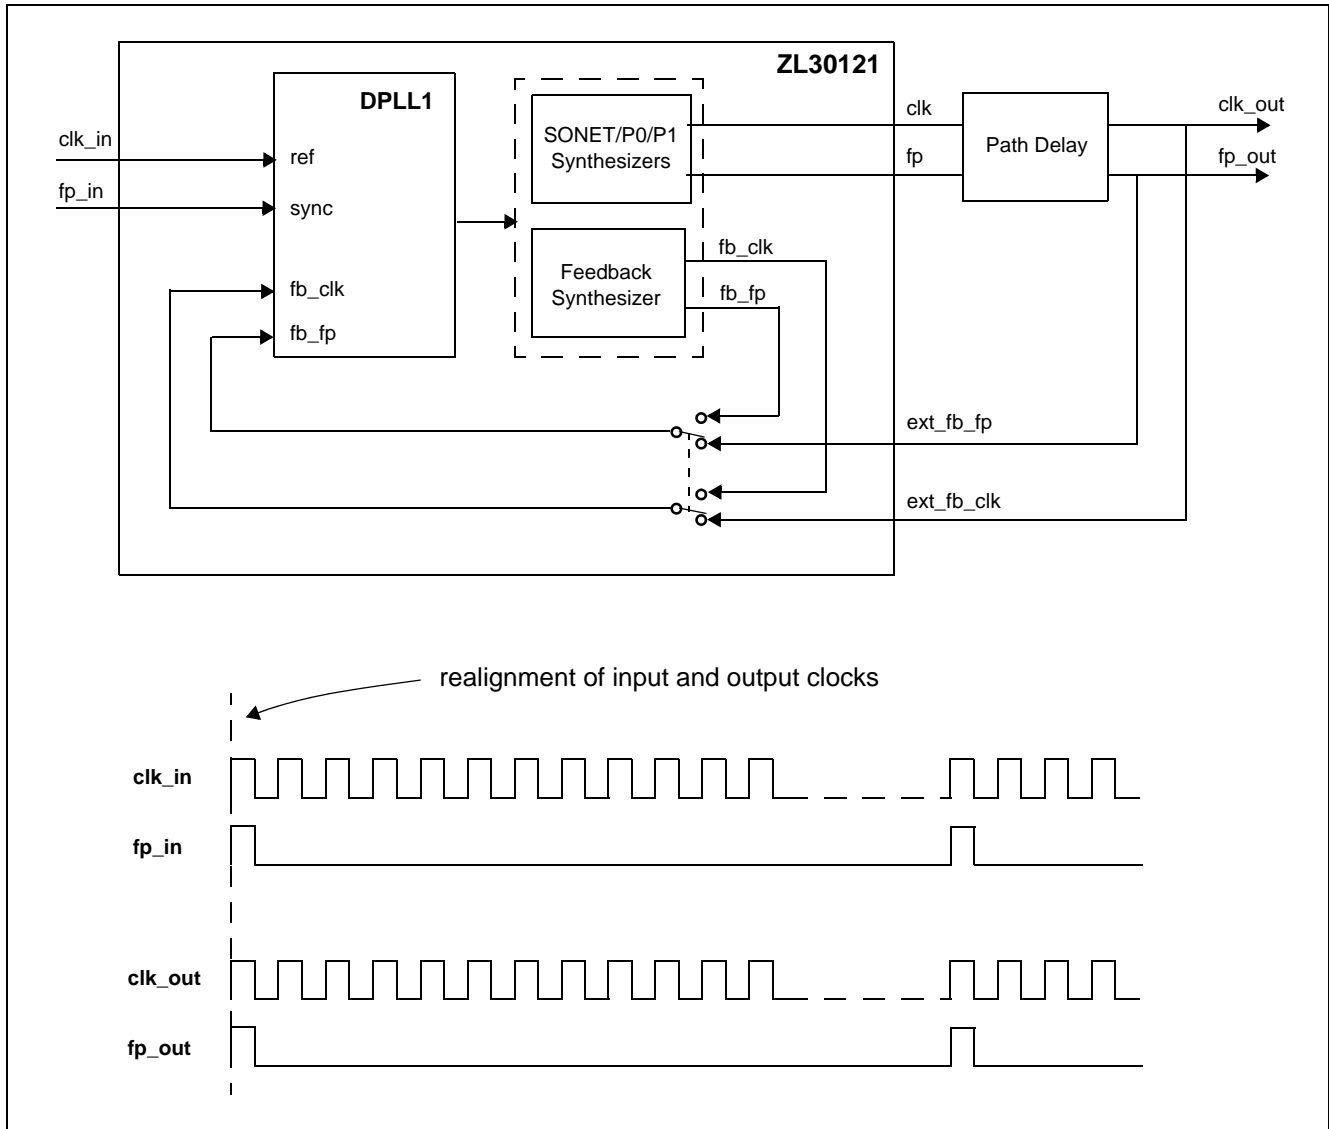 ZL30121
DPLL1
clk_in
ref
fp_in
sync
fb_clk
fb_fp
SONET/P0/P1
Synthesizers
Feedback
Synthesizer
fb_clk
fb_fp
clk
fp
Path Delay
clk_out
fp_out
ext_fb_fp
ext_fb_clk
realignment of input and output clocks
clk_in
fp_in
clk_out
fp_out